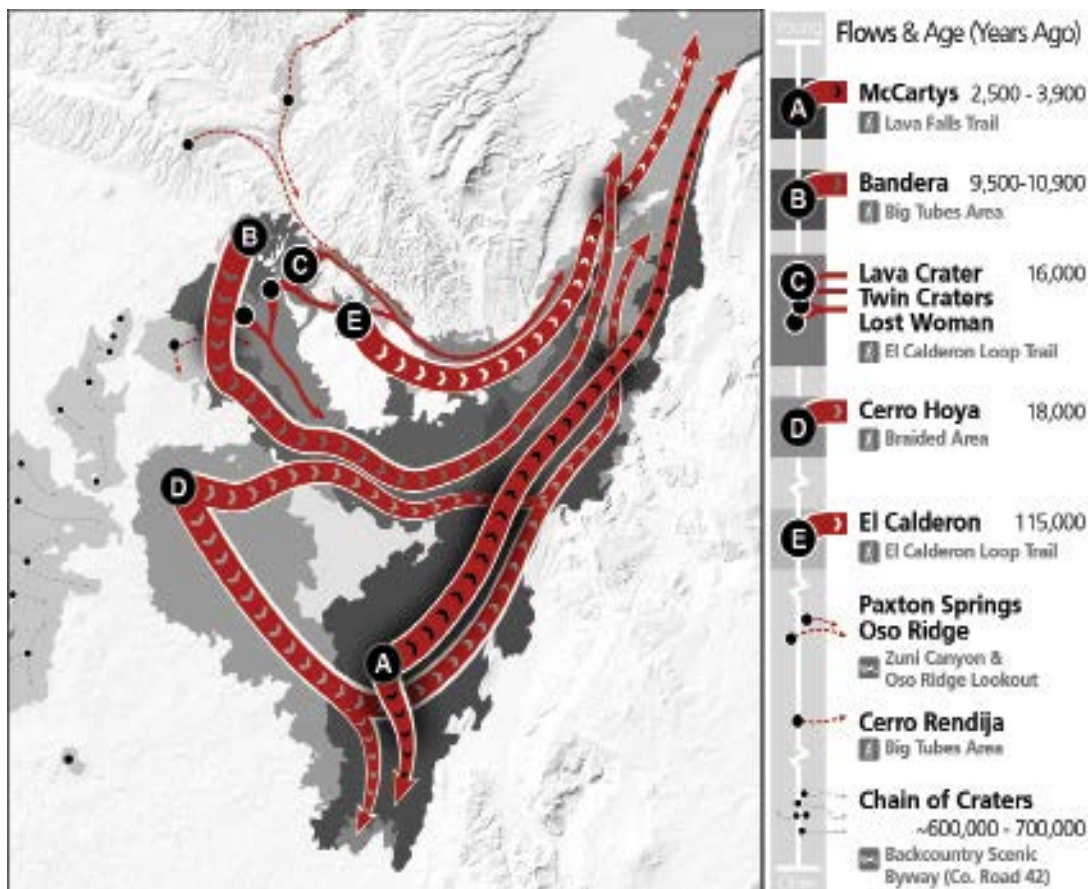 Young
Flows & Age (Years Ago)
A
McCartys 2,500 - 3,900
Lava Falls Trail
B
Bandera 9,500-10,900
Big Tubes Area
C
Lava Crater 16,000
Twin Craters
Lost Woman
El Calderon Loop Trail
D
Cerro Hoya 18,000
Braided Area
E
El Calderon 115,000
El Calderon Loop Trail
Paxton Springs
Oso Ridge
Zuni Canyon &
Oso Ridge Lookout
Cerro Rendija
Big Tubes Area
Chain of Craters
~600,000 - 700,000
Backcountry Scenic
Byway (Co. Road 42)
B
C
E
D
A